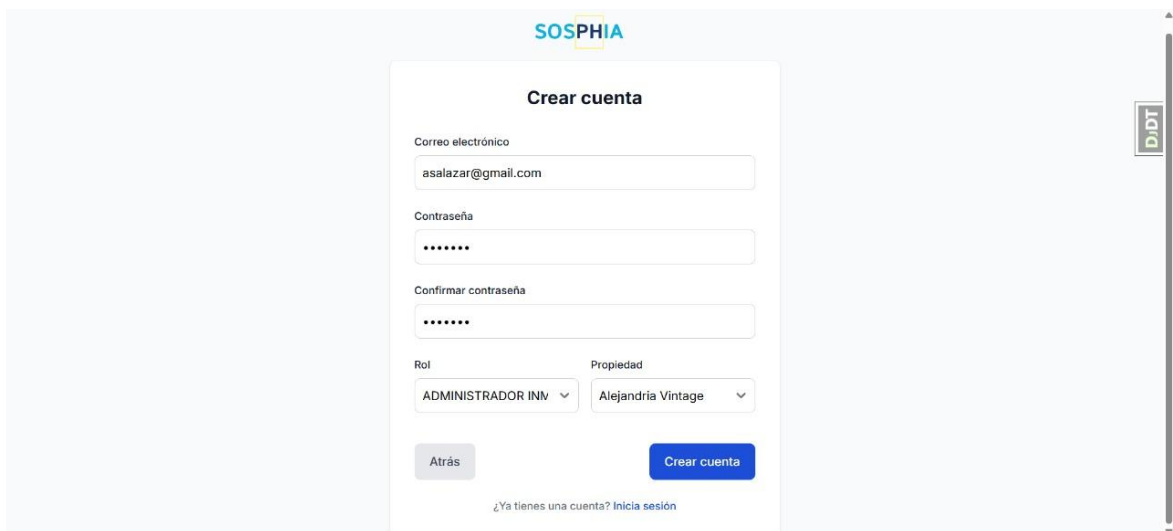 SOSPHIA
Crear cuenta
DJDT
Correo electrónico
asalazar@gmail.com
Contraseña
•••••••
Confirmar contraseña
•••••••
Rol Propiedad
ADMINISTRADOR INM Alejandria Vintage
Atrás Crear cuenta
¿Ya tienes una cuenta? Inicia sesión